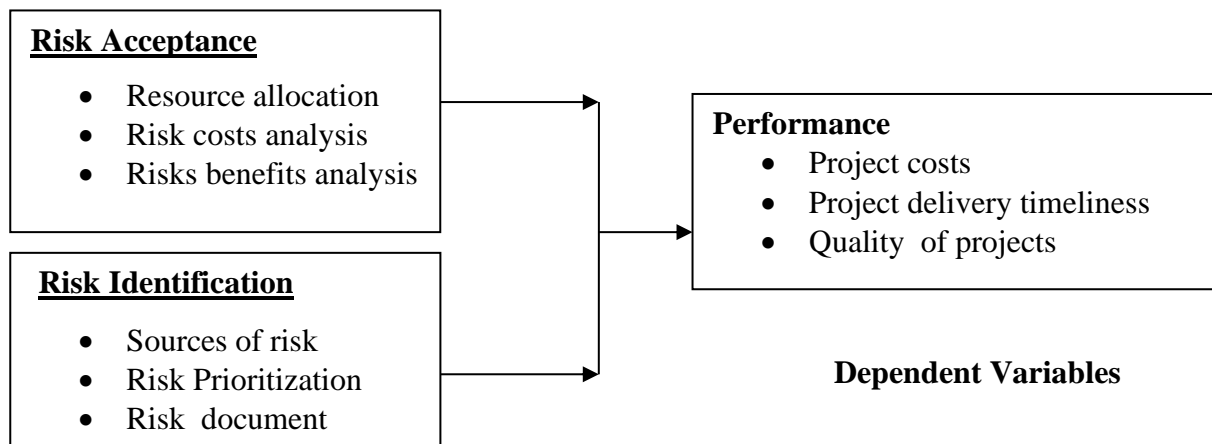 Risk Acceptance
• Resource allocation
• Risk costs analysis
• Risks benefits analysis
Risk Identification
• Sources of risk
• Risk Prioritization
• Risk document
Performance
• Project costs
• Project delivery timeliness
• Quality of projects
Dependent Variables